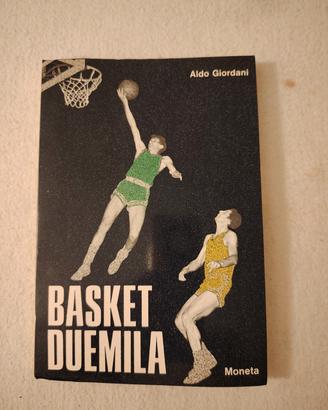 Aldo Giordani
BASKET
DUEMILA
Moneta